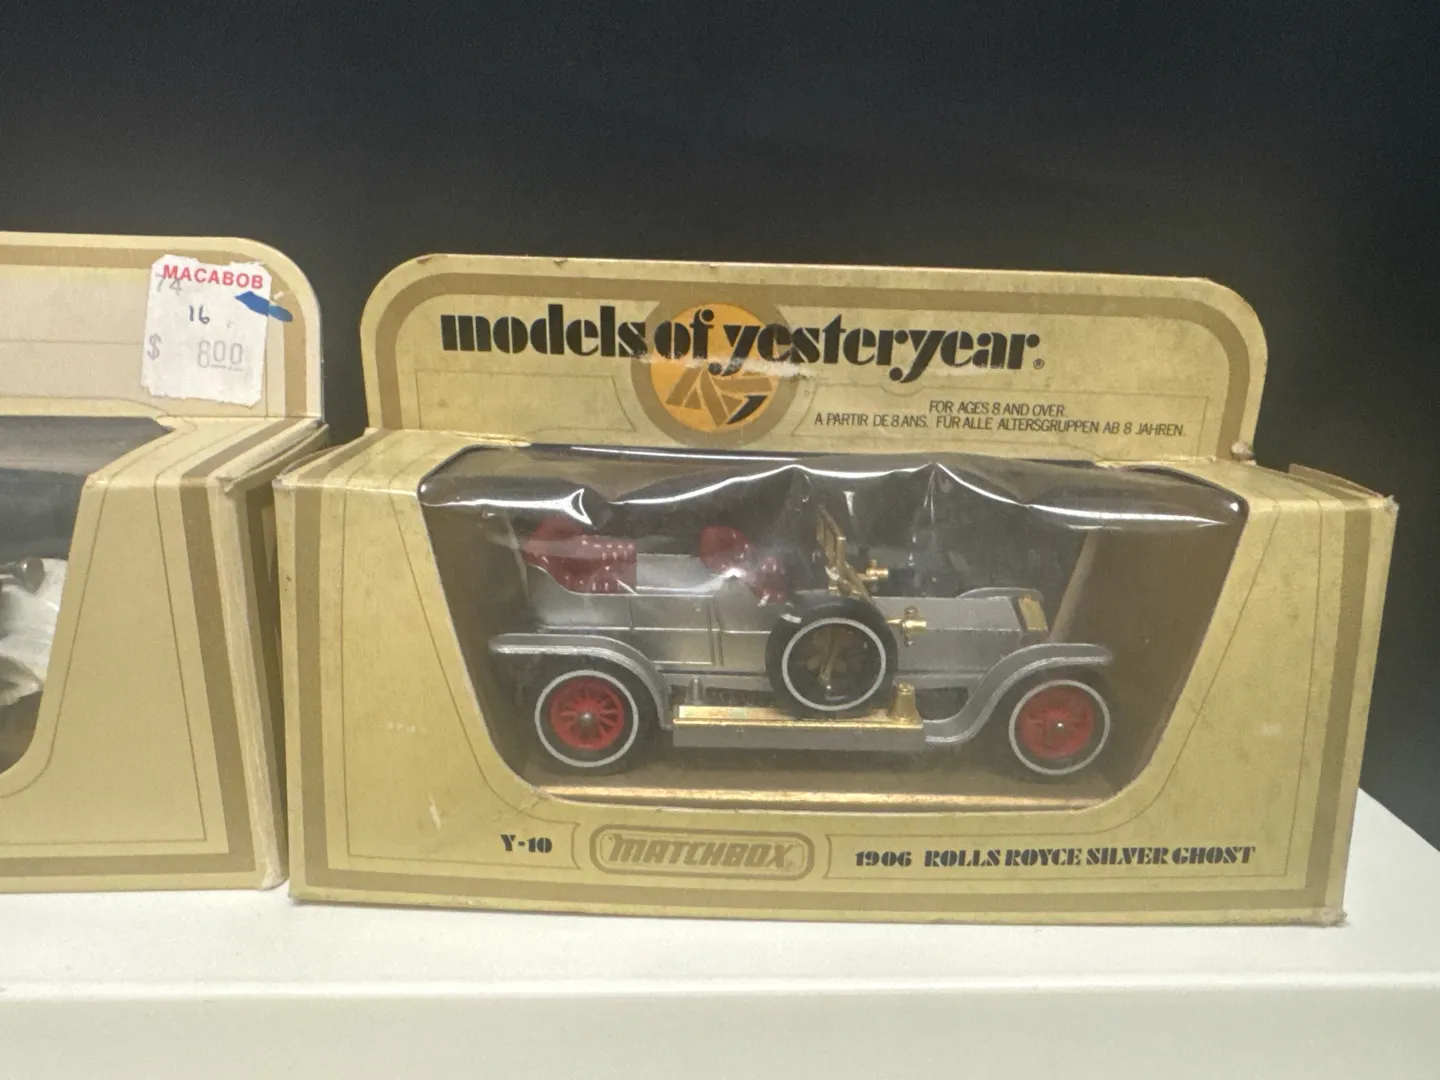 MACABOB
74
16
$ 800
models of yesteryear®
FOR AGES 8 AND OVER.
A PARTIR DE 8 ANS. FÜR ALLE ALTERSGRUPPEN AB 8 JAHREN.
Y-10 MATCHBOX 1906 ROLLS ROYCE SILVER GHOST